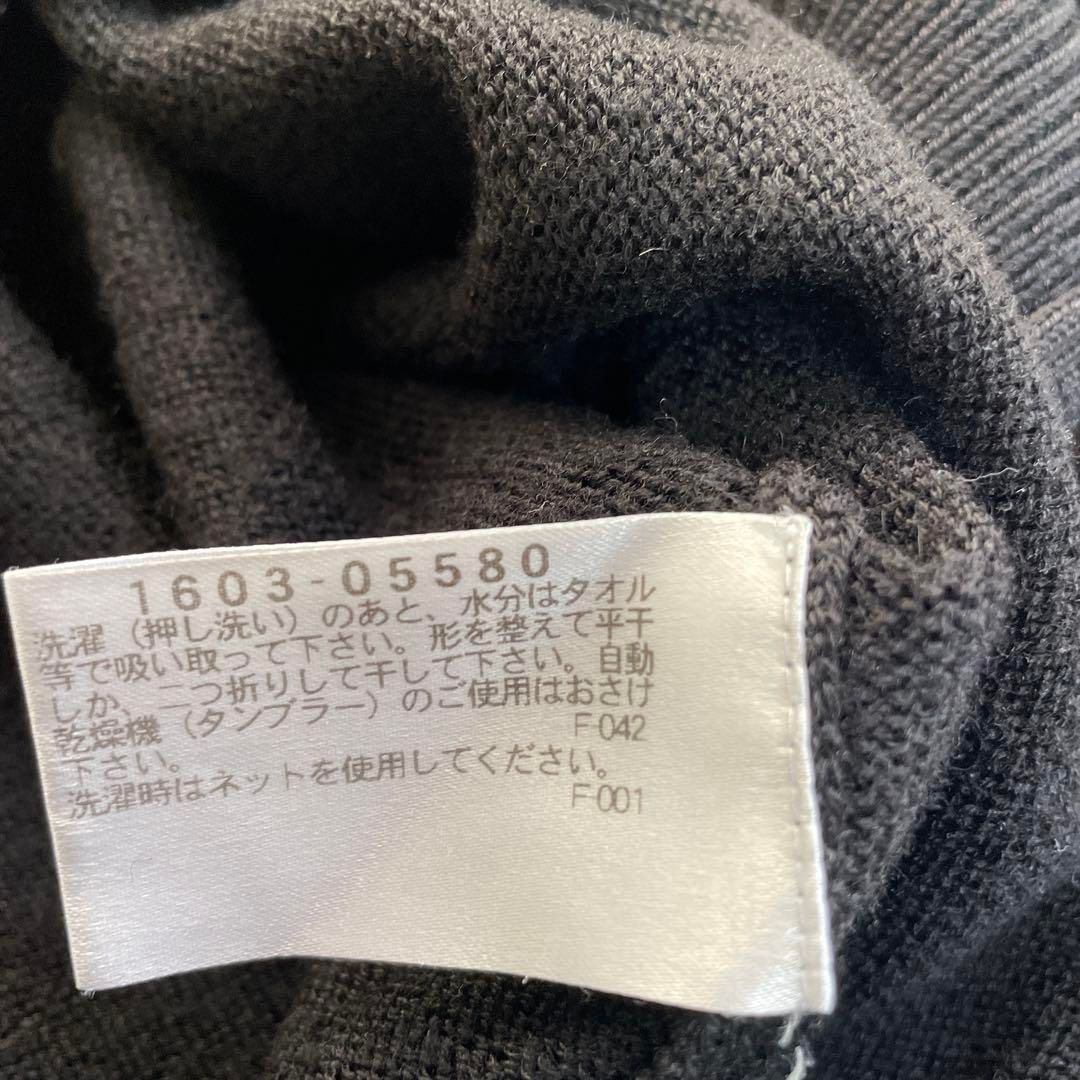 1603-05580
洗濯（押し洗い）のあと、水分はタオル
等で吸い取って下さい。形を整えて平干
しか、二つ折りして干して下さい。自動
乾燥機（タンブラー）のご使用はおさけ
下さい。 F042
洗濯時はネットを使用してください。
F001